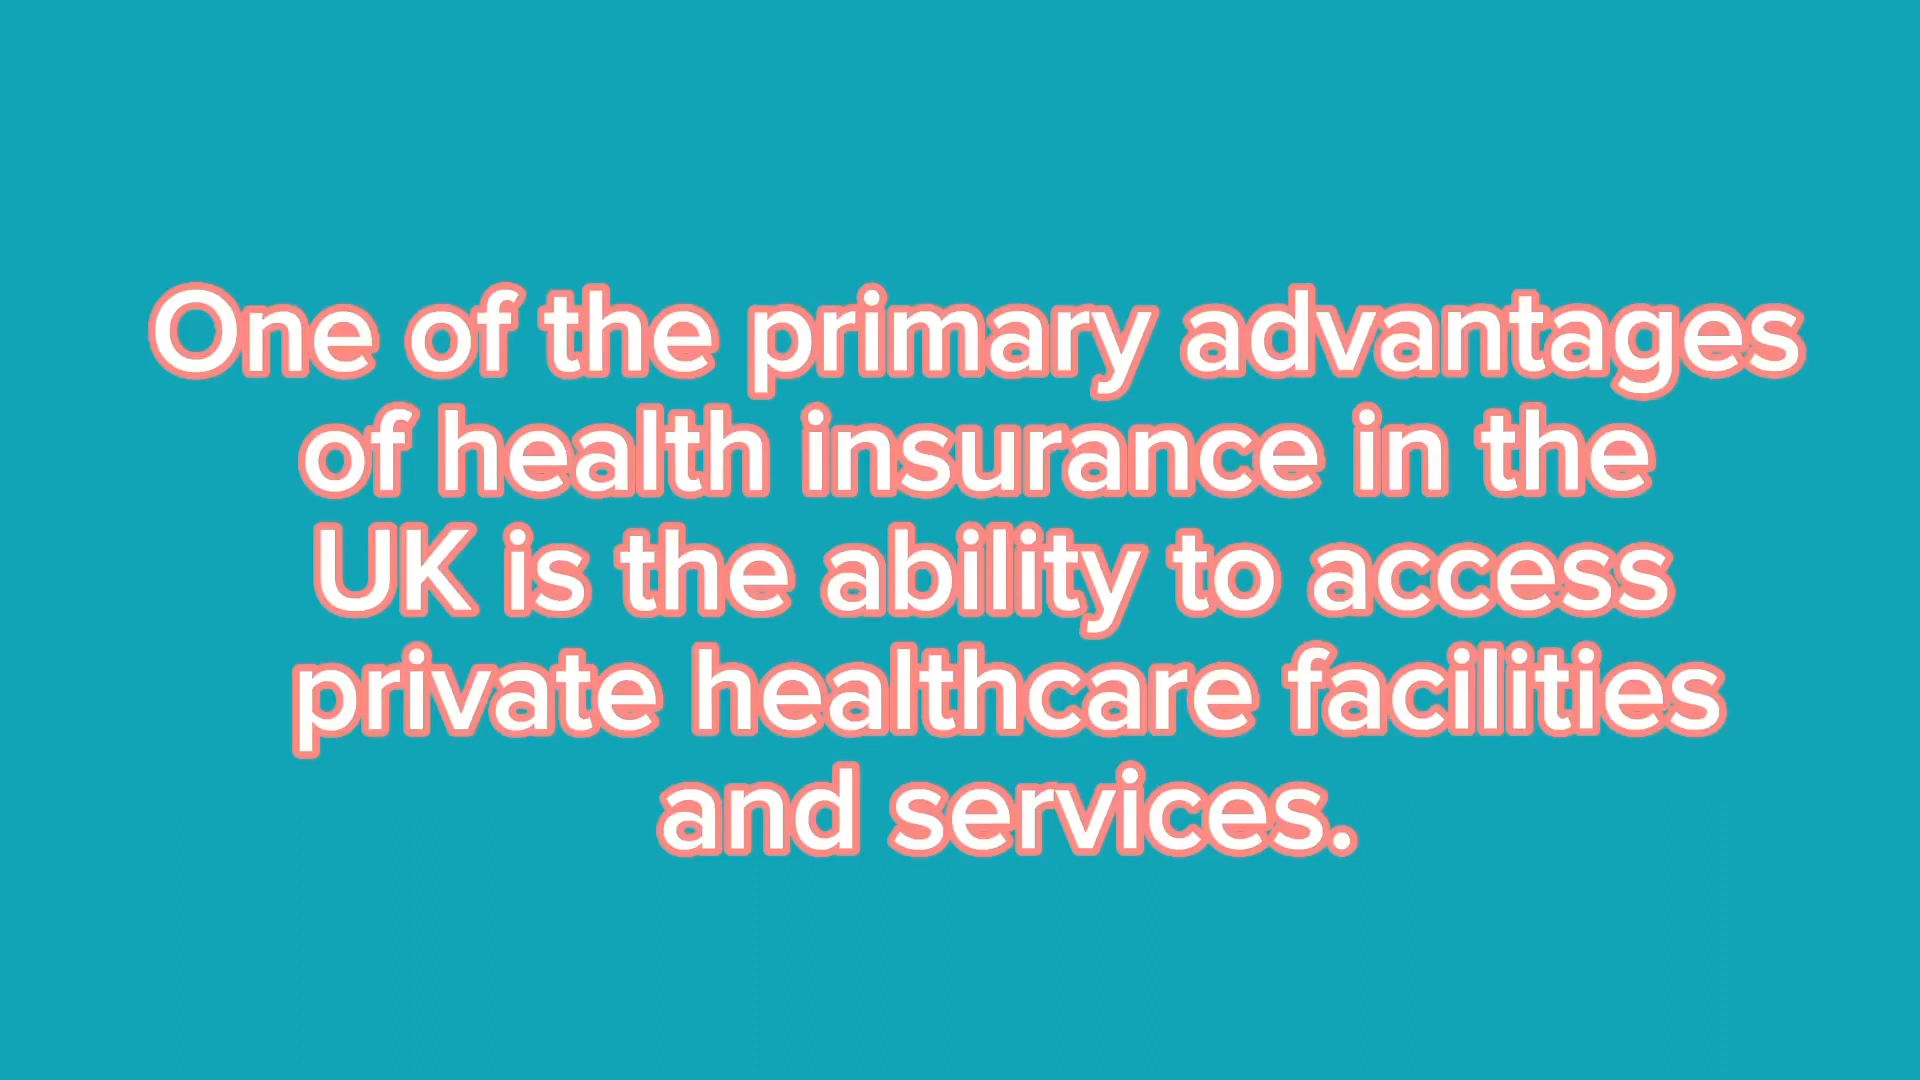 One of the primary advantages
of health insurance in the
UK is the ability to access
private healthcare facilities
and services.